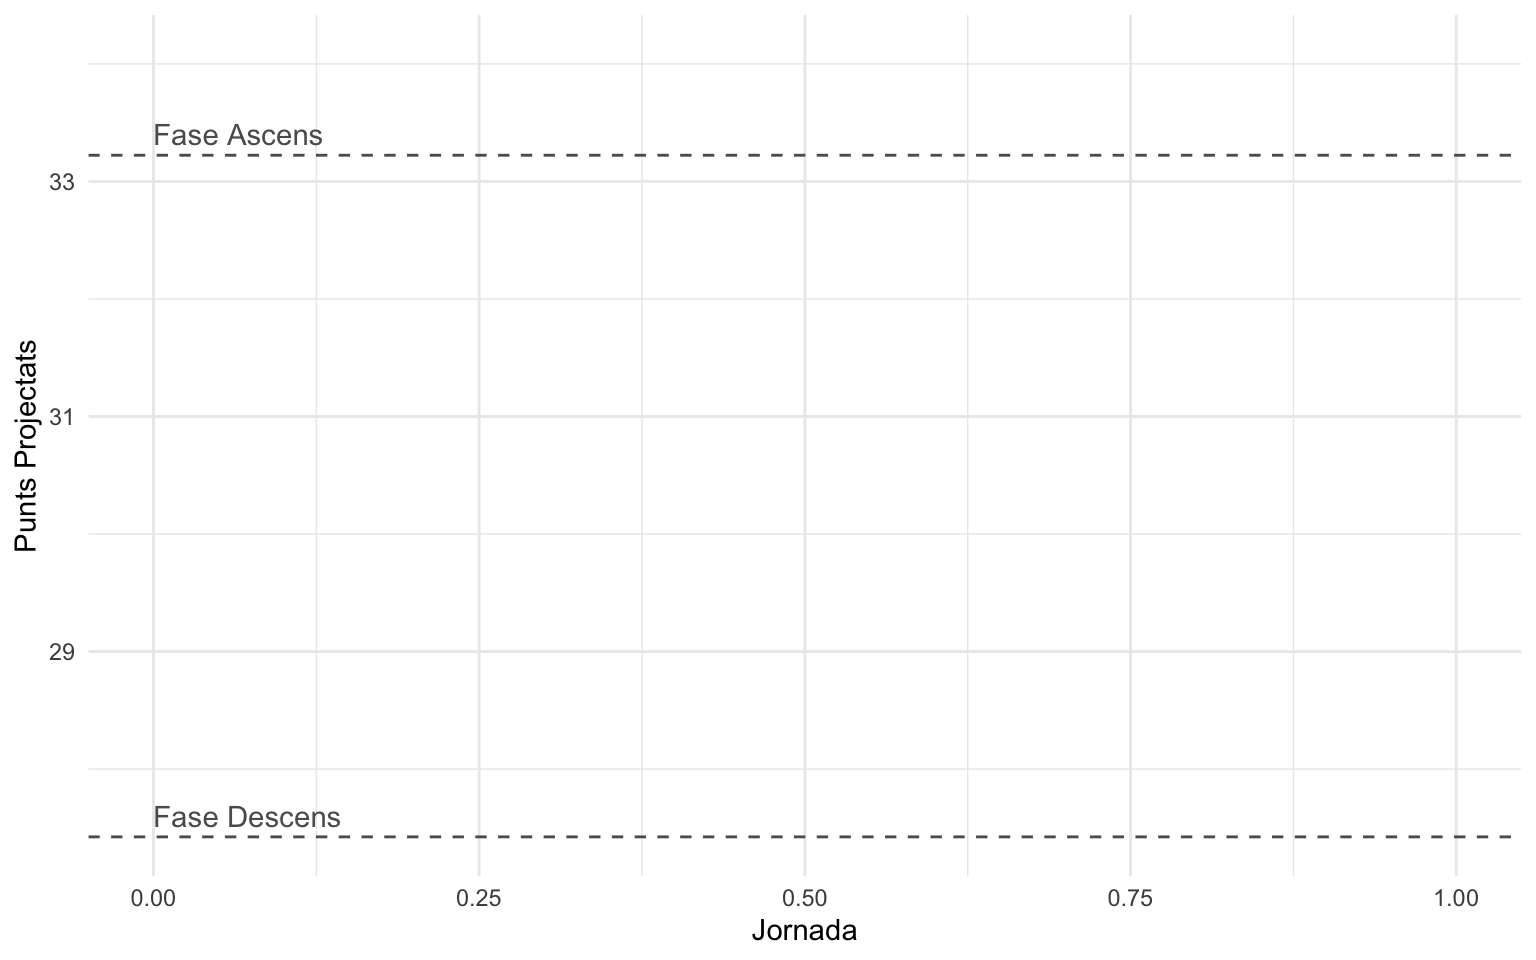 Fase Ascens
33
31
29
Fase Descens
Punts Projectats
0.00 0.25 0.50 0.75 1.00
Jornada